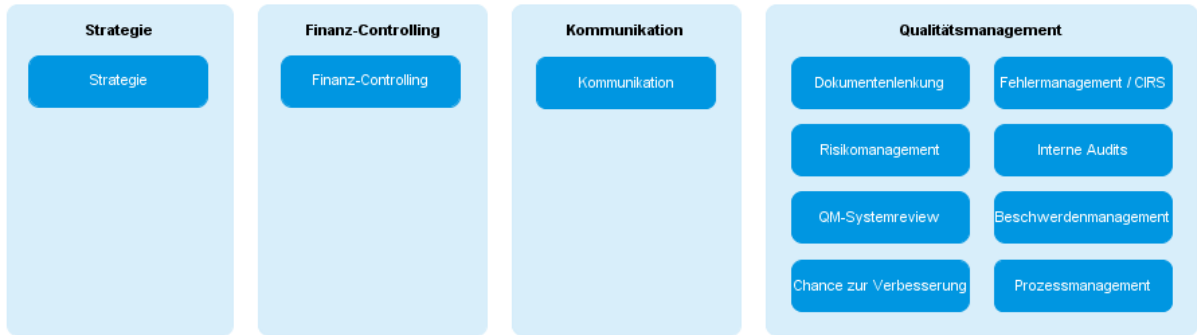 Strategie
Strategie
Finanz-Controlling
Finanz-Controlling
Kommunikation
Kommunikation
Qualitätsmanagement
Dokumentenlenkung
Fehlermanagement / CIRS
Risikomanagement
Interne Audits
QM-Systemreview
Beschwerdenmanagement
Chance zur Verbesserung
Prozessmanagement